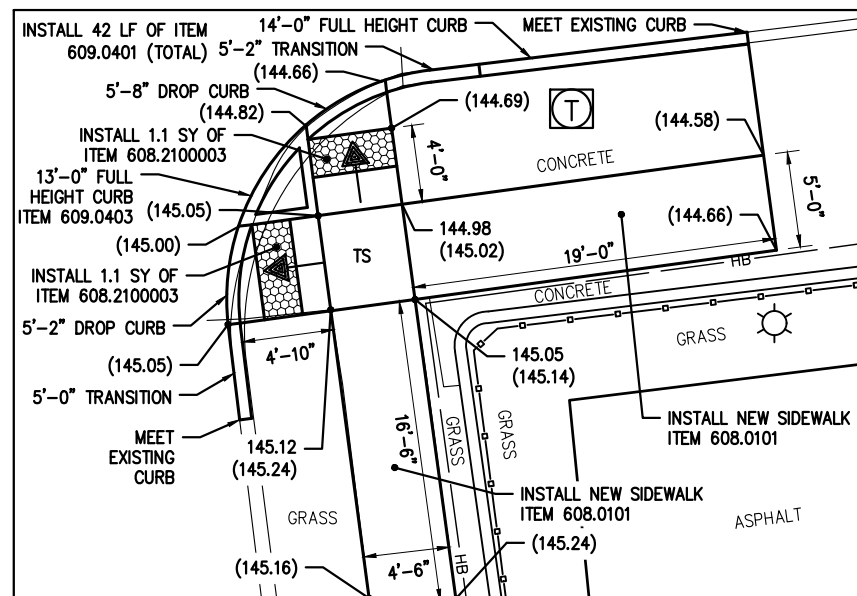 INSTALL 42 LF OF ITEM
609.0401 (TOTAL)
14'-0" FULL HEIGHT CURB
MEET EXISTING CURB
5'-2" TRANSITION
(144.66)
5'-8" DROP CURB
(144.82)
(144.69)
T
INSTALL 1.1 SY OF
ITEM 608.2100003
4'-0"
(144.58)
CONCRETE
13'-0" FULL
HEIGHT CURB
ITEM 609.0403
(145.05)
5'-0"
(145.00)
144.98
(145.02)
(144.66)
TS
19'-0"
INSTALL 1.1 SY OF
ITEM 608.2100003
HB
CONCRETE
5'-2" DROP CURB
GRASS
(145.05)
4'-10"
145.05
(145.14)
5'-0" TRANSITION
MEET
EXISTING
CURB
145.12
(145.24)
16'-6"
GRASS
GRASS
INSTALL NEW SIDEWALK
ITEM 608.0101
INSTALL NEW SIDEWALK
ITEM 608.0101
GRASS
ASPHALT
(145.24)
(145.16)
4'-6"
HB